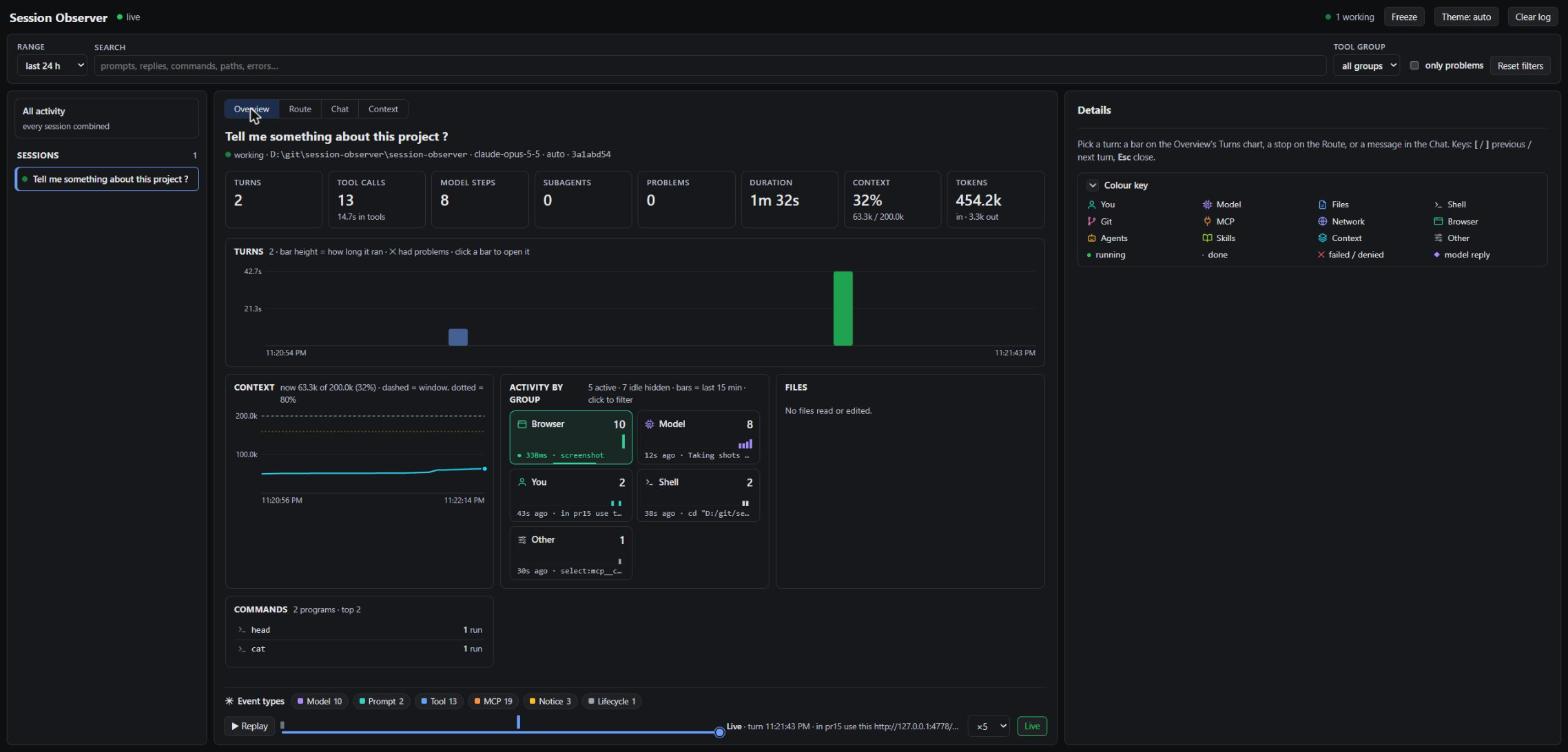 Session Observer live 1 working Freeze Theme: auto Clear log
RANGE SEARCH TOOL GROUP
last 24 h prompts, replies, commands, paths, errors... all groups only problems Reset filters
All activity
every session combined
SESSIONS 1
Tell me something about this project ?
Overview Route Chat Context
Tell me something about this project ?
working · D:\git\session-observer\session-observer · claude-opus-5-5 · auto · 3a1abd54
TURNS
2
TOOL CALLS
13
14.7s in tools
MODEL STEPS
8
SUBAGENTS
0
PROBLEMS
0
DURATION
1m 32s
CONTEXT
32%
63.3k / 200.0k
TOKENS
454.2k
in · 3.3k out
TURNS 2 · bar height = how long it ran · ✕ had problems · click a bar to open it
42.7s
21.3s
11:20:54 PM 11:21:43 PM
CONTEXT now 63.3k of 200.0k (32%) · dashed = window, dotted =
80%
200.0k
100.0k
11:20:56 PM 11:22:14 PM
ACTIVITY BY GROUP 5 active · 7 idle hidden · bars = last 15 min ·
click to filter
Browser 10
330ms · screenshot
Model 8
12s ago · Taking shots …
You 2
43s ago · in pr15 use t…
Shell 2
38s ago · cd "D:/git/se…
Other 1
30s ago · select:mcp__c…
FILES
No files read or edited.
COMMANDS 2 programs · top 2
head 1 run
cat 1 run
Event types Model 10 Prompt 2 Tool 13 MCP 19 Notice 3 Lifecycle 1
Replay Live · turn 11:21:43 PM · in pr15 use this http://127.0.0.1:4778/… ×5 Live
Details
Pick a turn: a bar on the Overview's Turns chart, a stop on the Route, or a message in the Chat. Keys: [ / ] previous /
next turn, Esc close.
Colour key
You Model Files Shell
Git MCP Network Browser
Agents Skills Context Other
running done failed / denied model reply